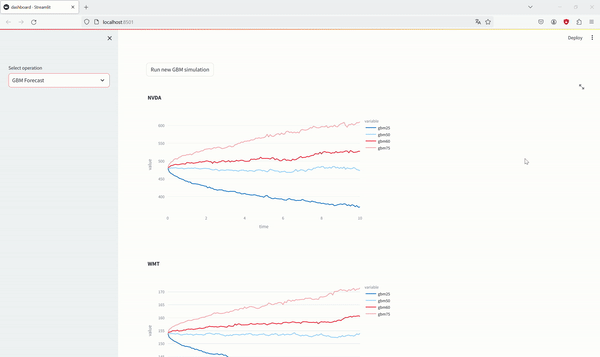 dashboard · Streamlit
localhost:8501
Deploy
Select operation
GBM Forecast
Run new GBM simulation
NVDA
variable
gbm25
gbm50
gbm60
gbm75
value
600
550
500
450
400
0 2 4 6 8 10
time
WMT
variable
gbm25
gbm50
gbm60
gbm75
value
170
165
160
155
150
145